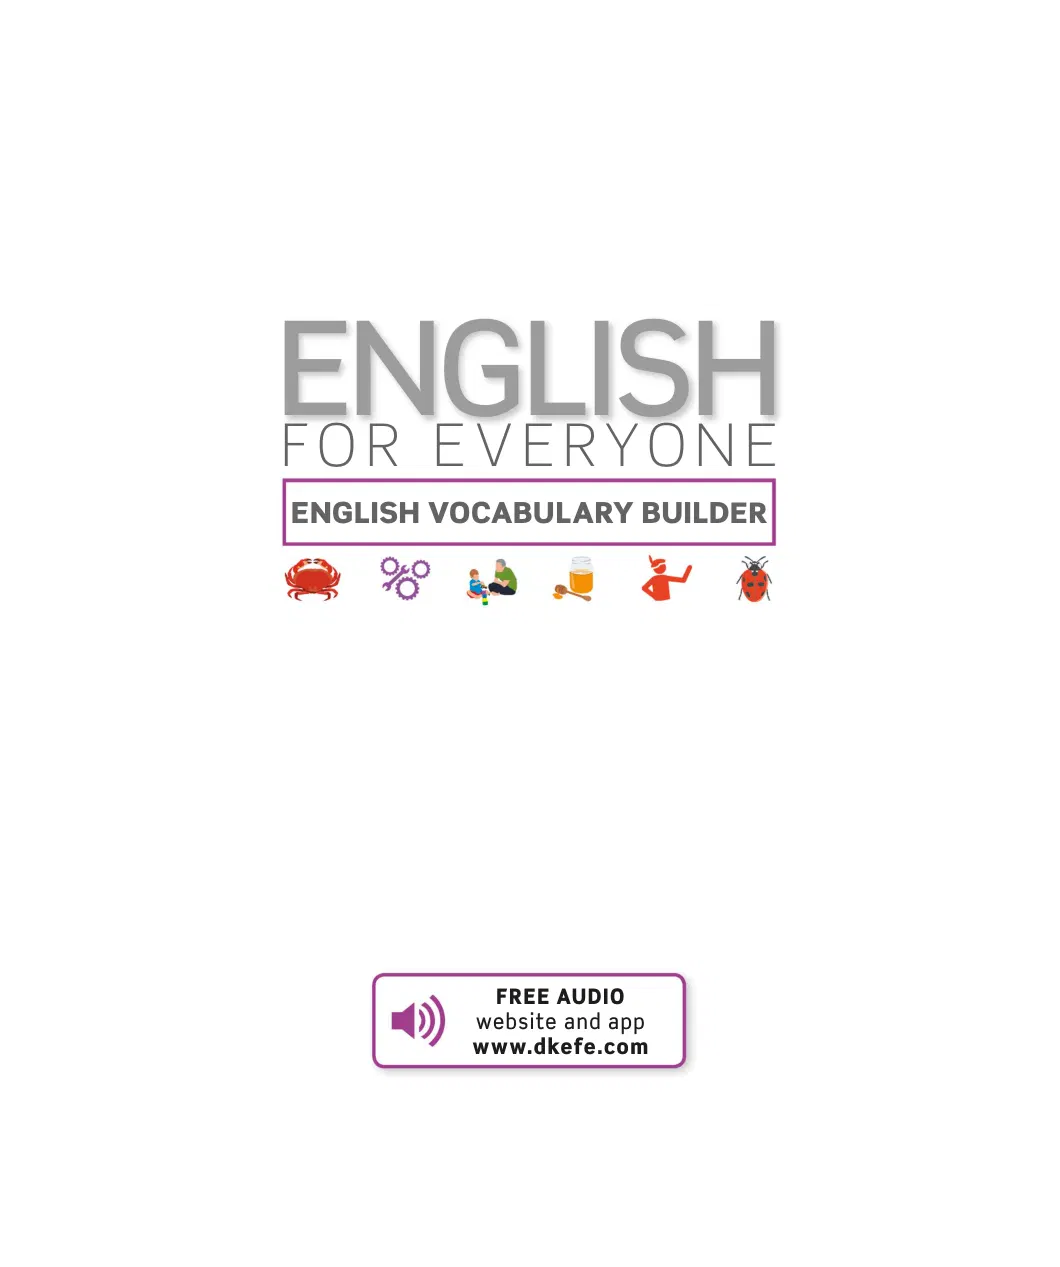 ENGLISH
FOR EVERYONE
ENGLISH VOCABULARY BUILDER
FREE AUDIO
website and app
www.dkefe.com